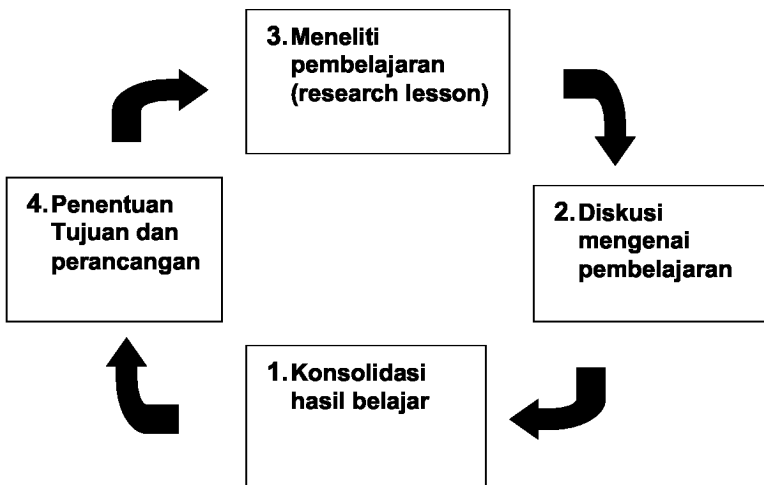 3. Meneliti
pembelajaran
(research lesson)
4. Penentuan
Tujuan dan
perancangan
2. Diskusi
mengenai
pembelajaran
1. Konsolidasi
hasil belajar